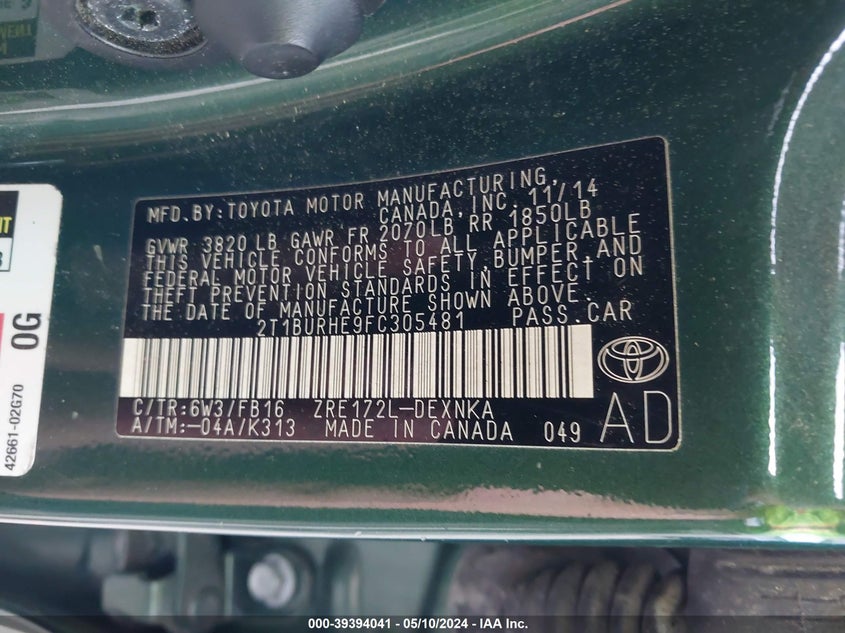 MFD.BY:TOYOTA MOTOR MANUFACTURING,
CANADA, INC. 11/14
GVWR 3820 LB GAWR FR 2070LB RR 1850LB
THIS VEHICLE CONFORMS TO ALL APPLICABLE
FEDERAL MOTOR VEHICLE SAFETY, BUMPER, AND
THEFT PREVENTION STANDARDS IN EFFECT ON
THE DATE OF MANUFACTURE SHOWN ABOVE.
2T1BURHE9FC305481 PASS.CAR
C/TR:6W3/FB16 ZRE172L-DEXNKA
A/TM:-04A/K313 MADE IN CANADA 049
AD
0G
42661-02G70
000-39394041 - 05/10/2024 - IAA Inc.